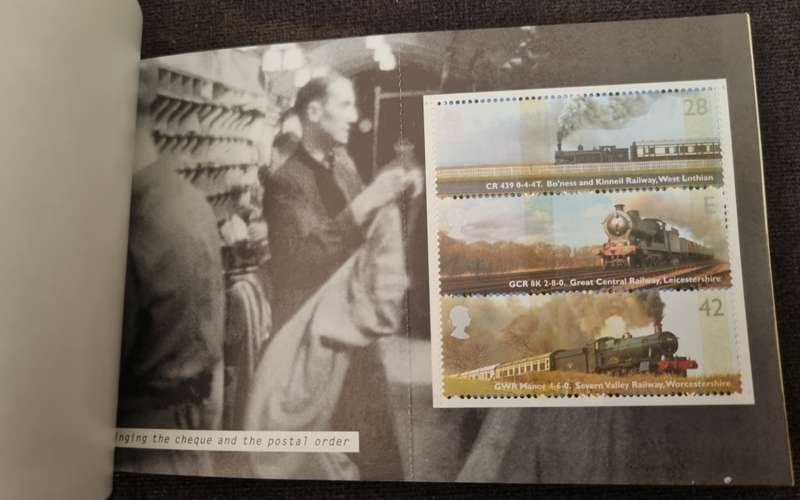 28
CR 439 0-4-4T. Bo'ness and Kinneil Railway, West Lothian
E
GCR 8K 2-8-0. Great Central Railway, Leicestershire
42
GWR Manor 4-6-0. Severn Valley Railway, Worcestershire
inging the cheque and the postal order